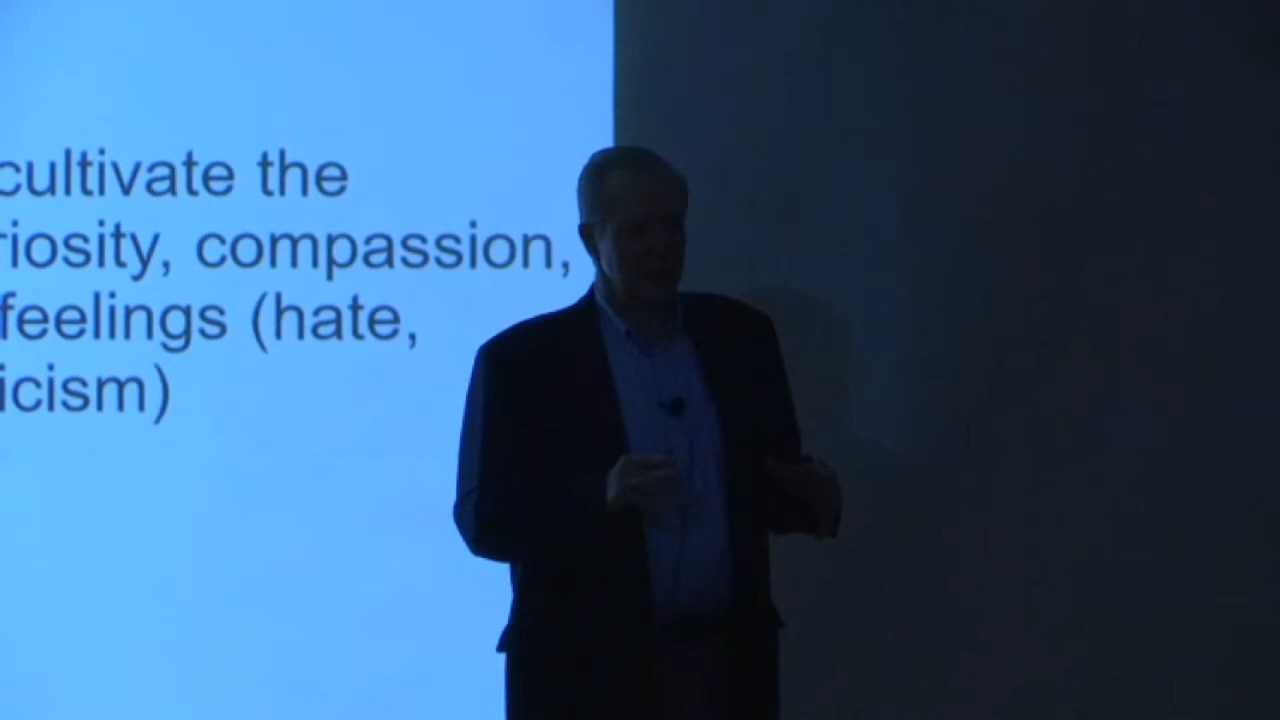 cultivate the
riosity, compassion,
feelings (hate,
icism)